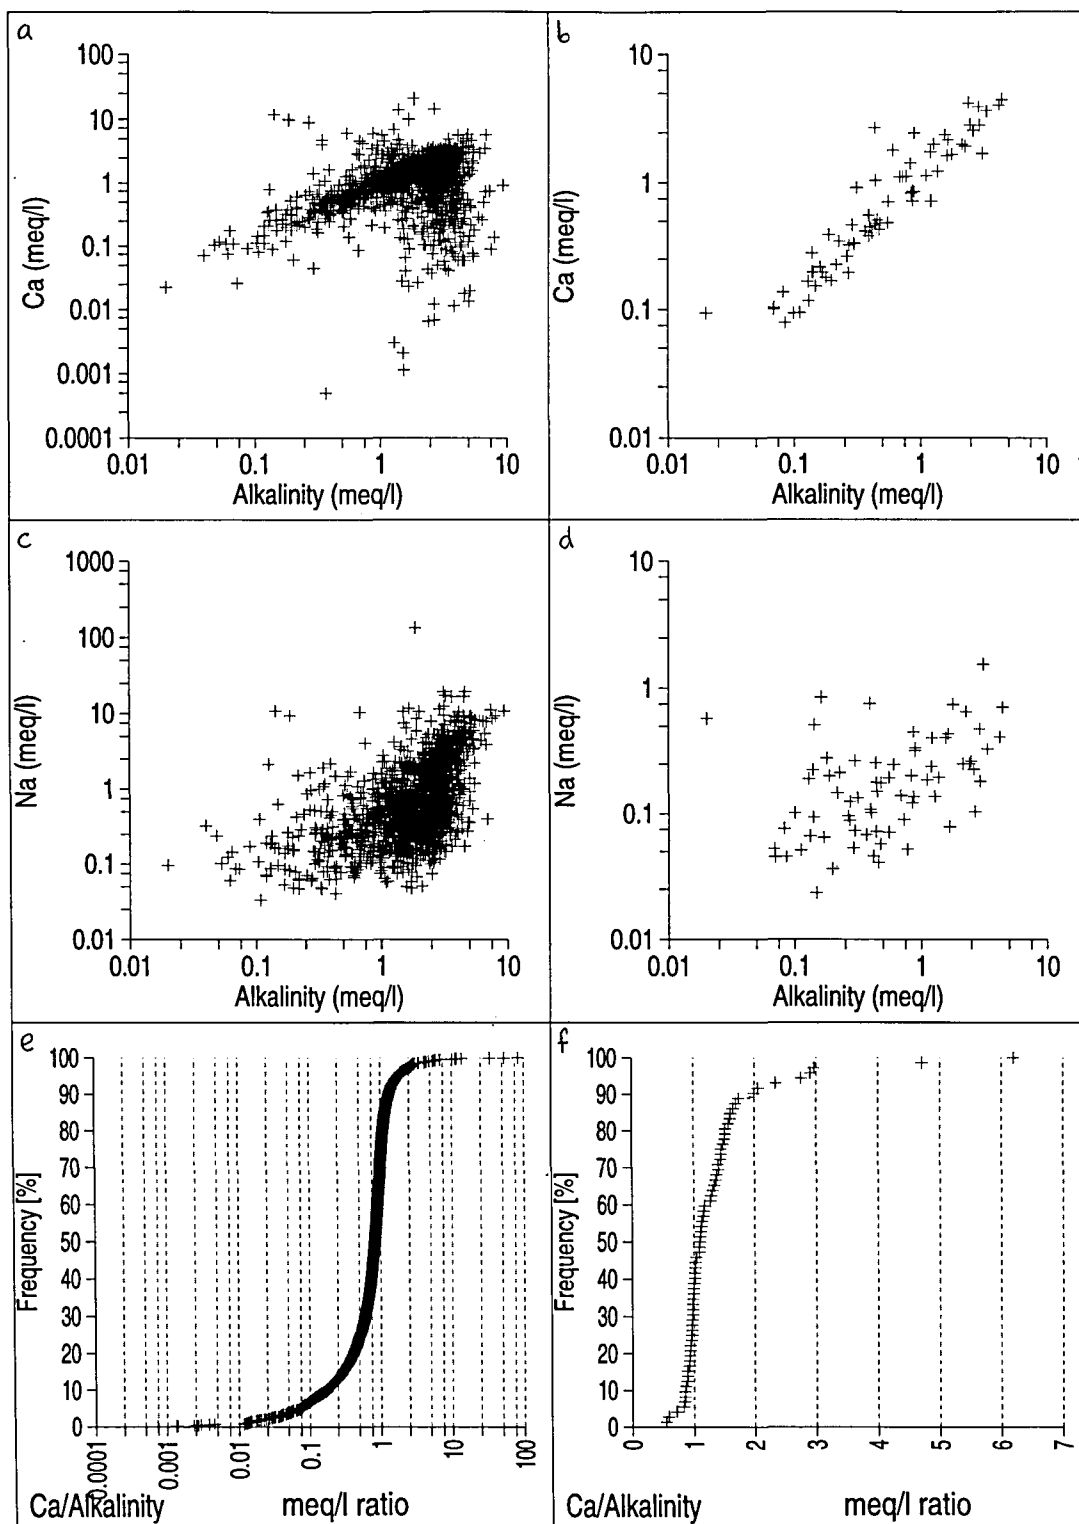 a
100
10
1
0.1
0.01
0.001
0.0001
Ca (meq/l)
0.01 0.1 1 10
Alkalinity (meq/l)
b
10
1
0.1
0.01
Ca (meq/l)
0.01 0.1 1 10
Alkalinity (meq/l)
c
1000
100
10
1
0.1
0.01
Na (meq/l)
0.01 0.1 1 10
Alkalinity (meq/l)
d
10
1
0.1
0.01
Na (meq/l)
0.01 0.1 1 10
Alkalinity (meq/l)
e
100
90
80
70
60
50
40
30
20
10
0
Frequency [%]
0.0001 0.001 0.01 0.1 1 10 100
Ca/Alkalinity meq/l ratio
f
100
90
80
70
60
50
40
30
20
10
0
Frequency [%]
0 1 2 3 4 5 6 7
Ca/Alkalinity meq/l ratio